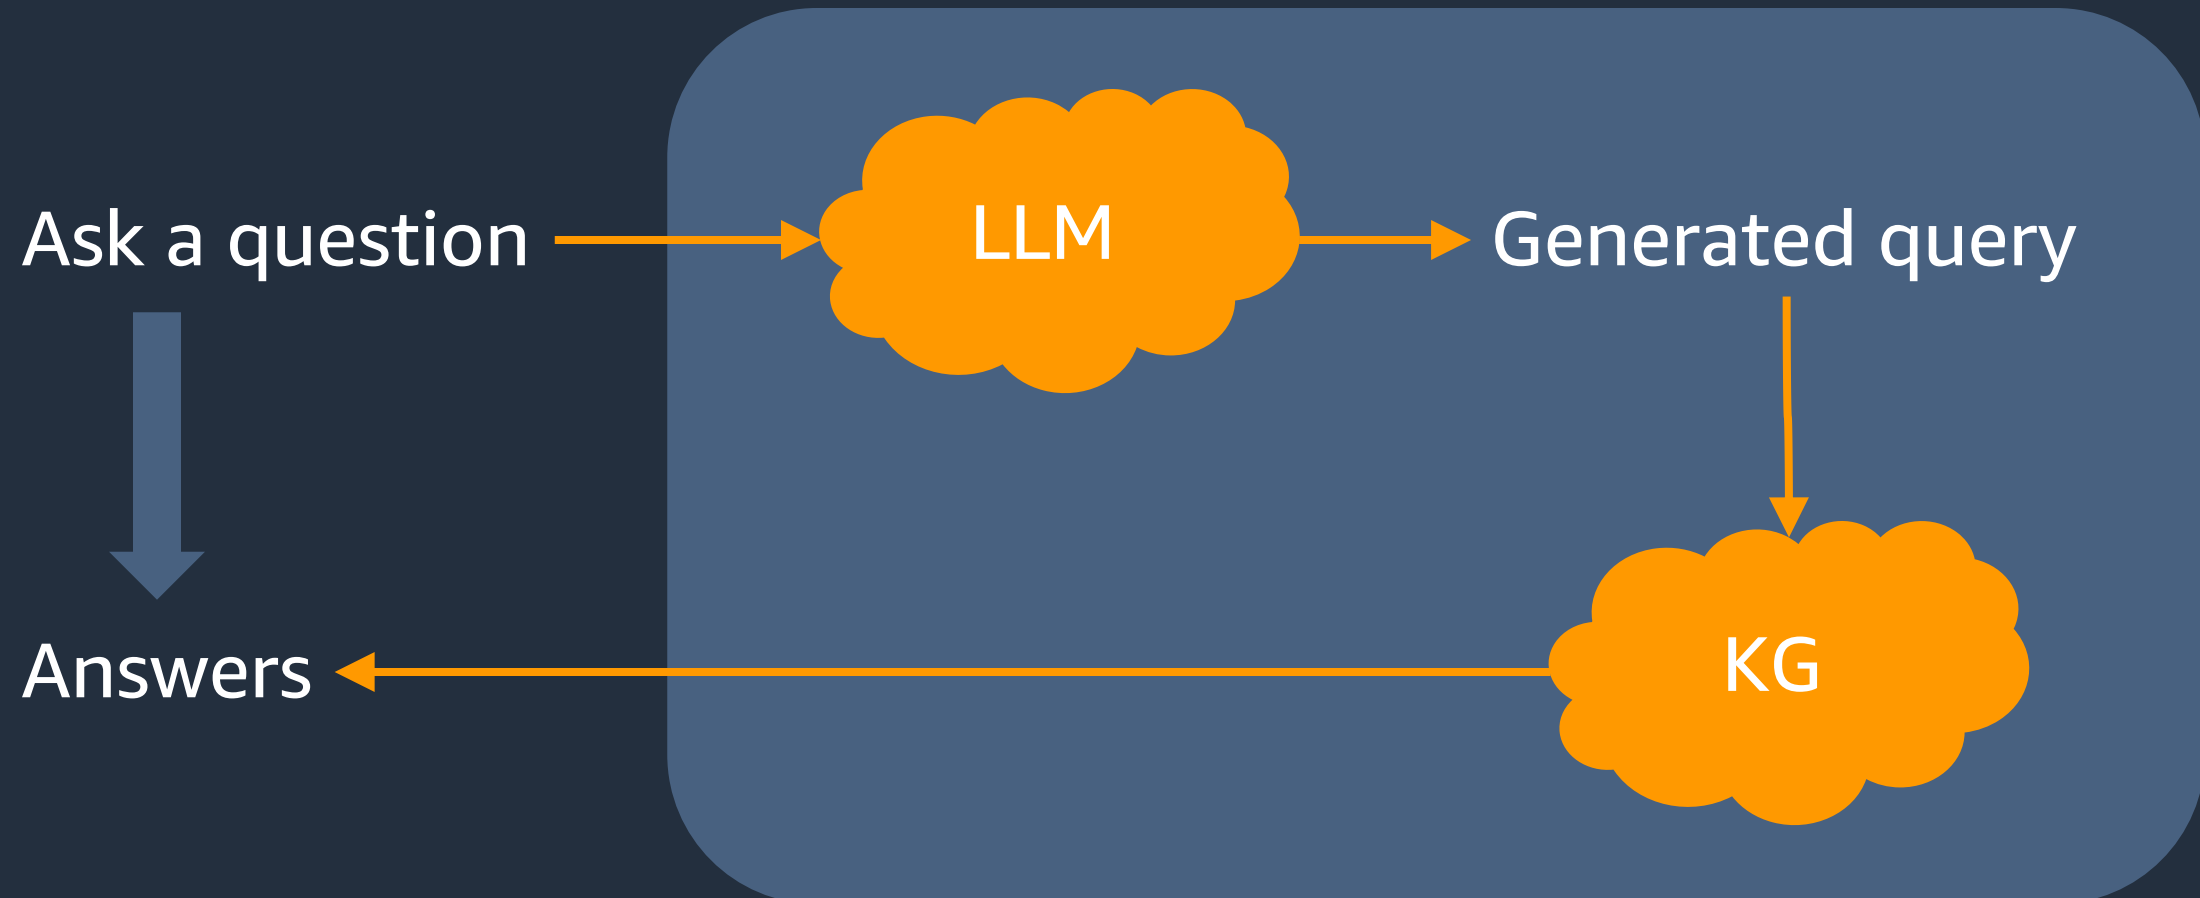 Ask a question
LLM
Generated query
Answers
KG